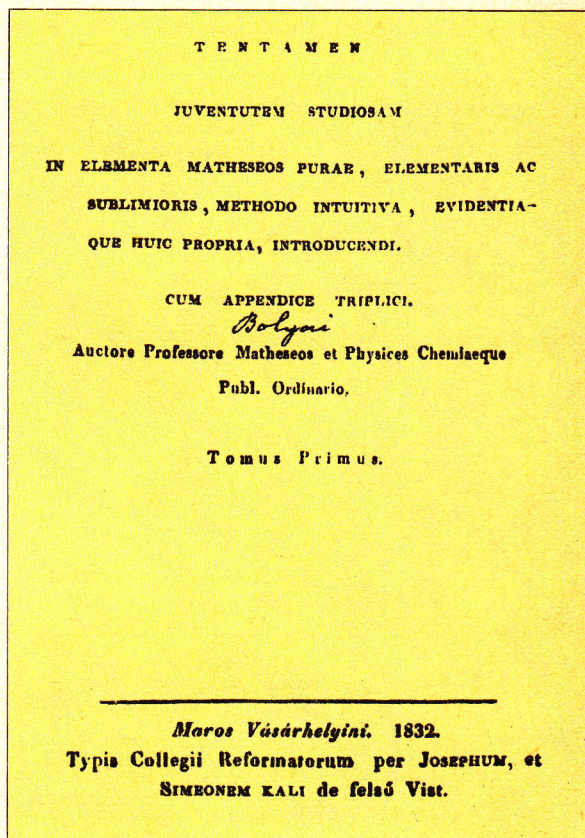 TENTAMEN
JUVENTUTEM STUDIOSAM
IN ELEMENTA MATHESEOS PURAE, ELEMENTARIS AC
SUBLIMIORIS, METHODO INTUITIVA, EVIDENTIA-
QUE HUIC PROPRIA, INTRODUCENDI.
CUM APPENDICE TRIPLICI.
Bolyai
Auctore Professore Matheseos et Physices Chemiaeque
Publ. Ordinario.
Tomus Primus.
Maros Vásárhelyini. 1832.
Typis Collegii Reformatorum per JOSEPHUM, et
SIMEONEM KALI de felső Vist.